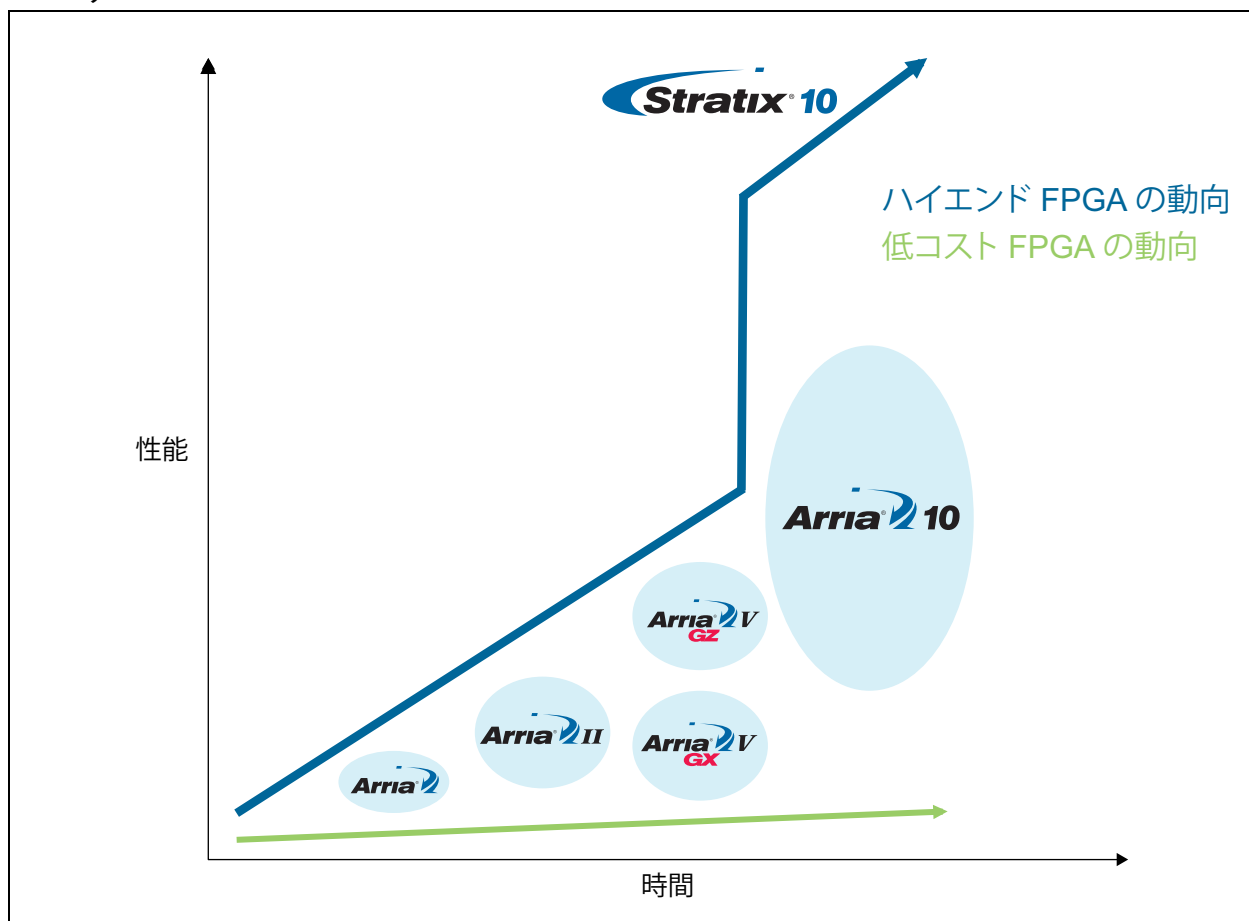 Stratix® 10
ハイエンド FPGA の動向
低コスト FPGA の動向
性能
Arria® 10
Arria® V
GZ
Arria® II
Arria® V
GX
Arria®
時間